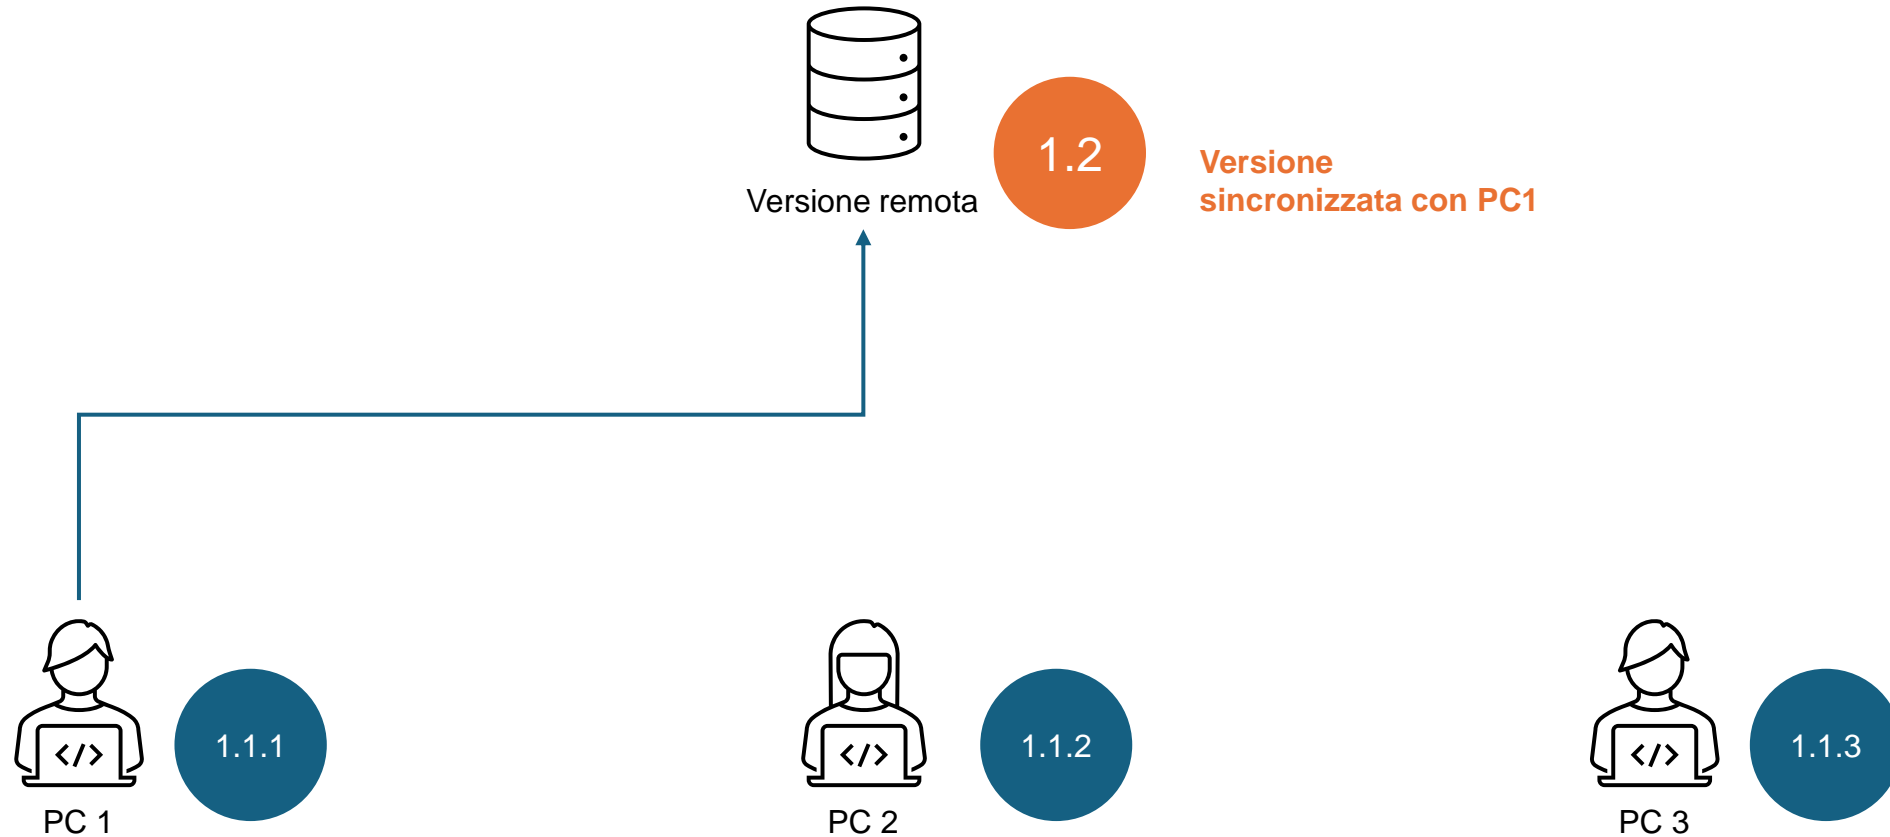 1.2
Versione
sincronizzata con PC1
Versione remota
</>
1.1.1
</>
1.1.2
</>
1.1.3
PC 1
PC 2
PC 3